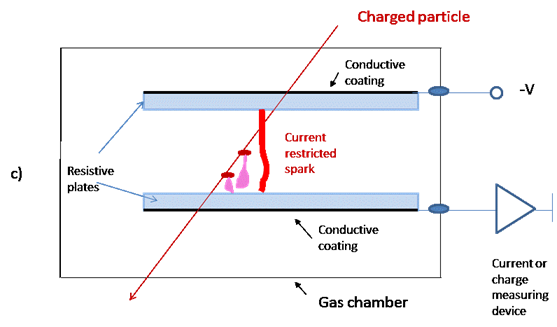 Charged particle
Conductive
coating
-V
Current
restricted
spark
c)
Resistive
plates
Conductive
coating
Current or
charge
measuring
device
Gas chamber